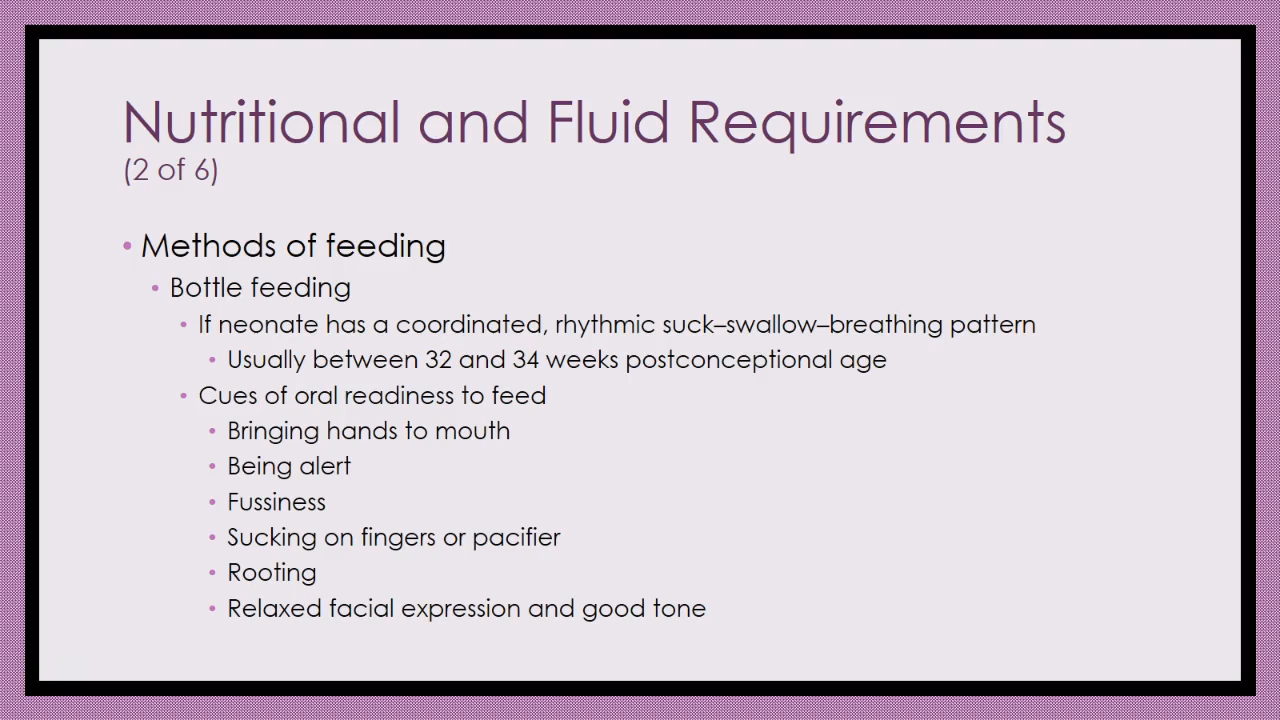 Nutritional and Fluid Requirements
(2 of 6)
• Methods of feeding
• Bottle feeding
• If neonate has a coordinated, rhythmic suck–swallow–breathing pattern
• Usually between 32 and 34 weeks postconceptional age
• Cues of oral readiness to feed
• Bringing hands to mouth
• Being alert
• Fussiness
• Sucking on fingers or pacifier
• Rooting
• Relaxed facial expression and good tone